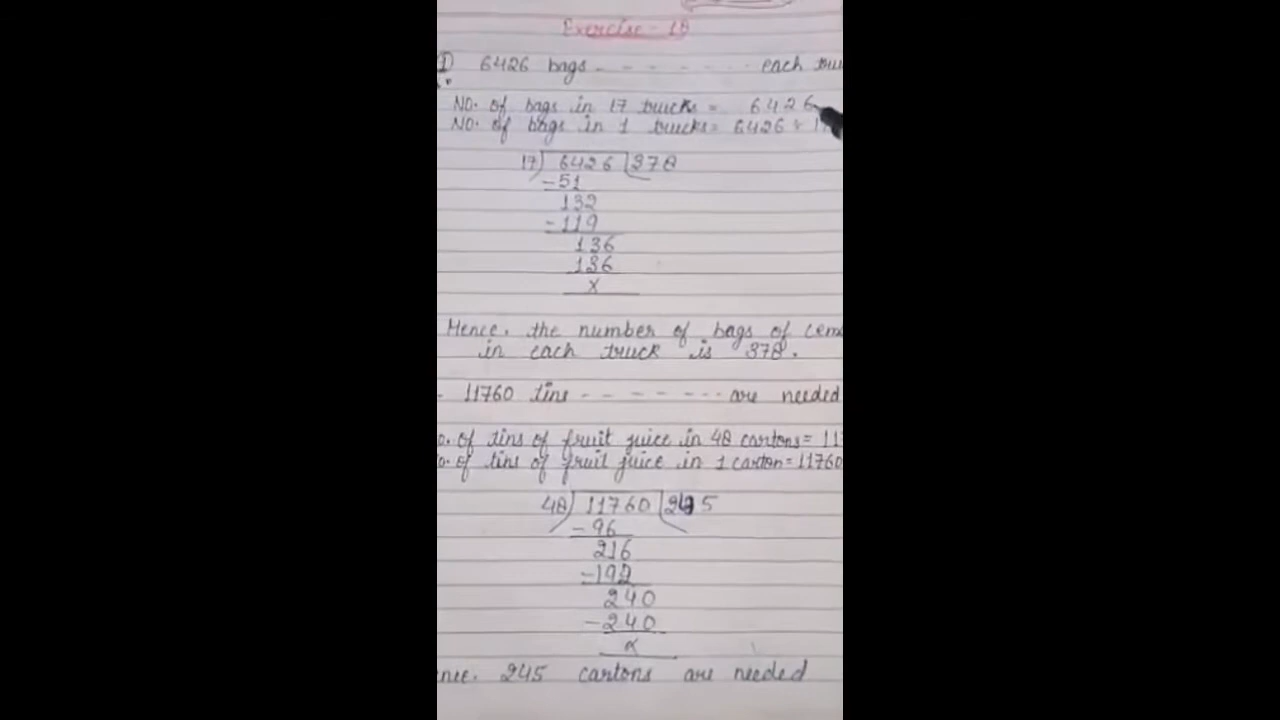 Exercise - 18
1) 6426 bags - - - - - - - each
No. of bags in 17 trucks = 6426
No. of bags in 1 trucks = 6426 ÷
17) 6426 (378
-51
132
-119
136
136
x
Hence, the number of bags of
in each truck is 378.
11760 tins - - - - - - - are needed
of tins of fruit juice in 48 cartons = 11
of tins of fruit juice in 1 carton = 11760
48) 11760 (245
-96
216
-192
240
-240
x
245 cartons are needed